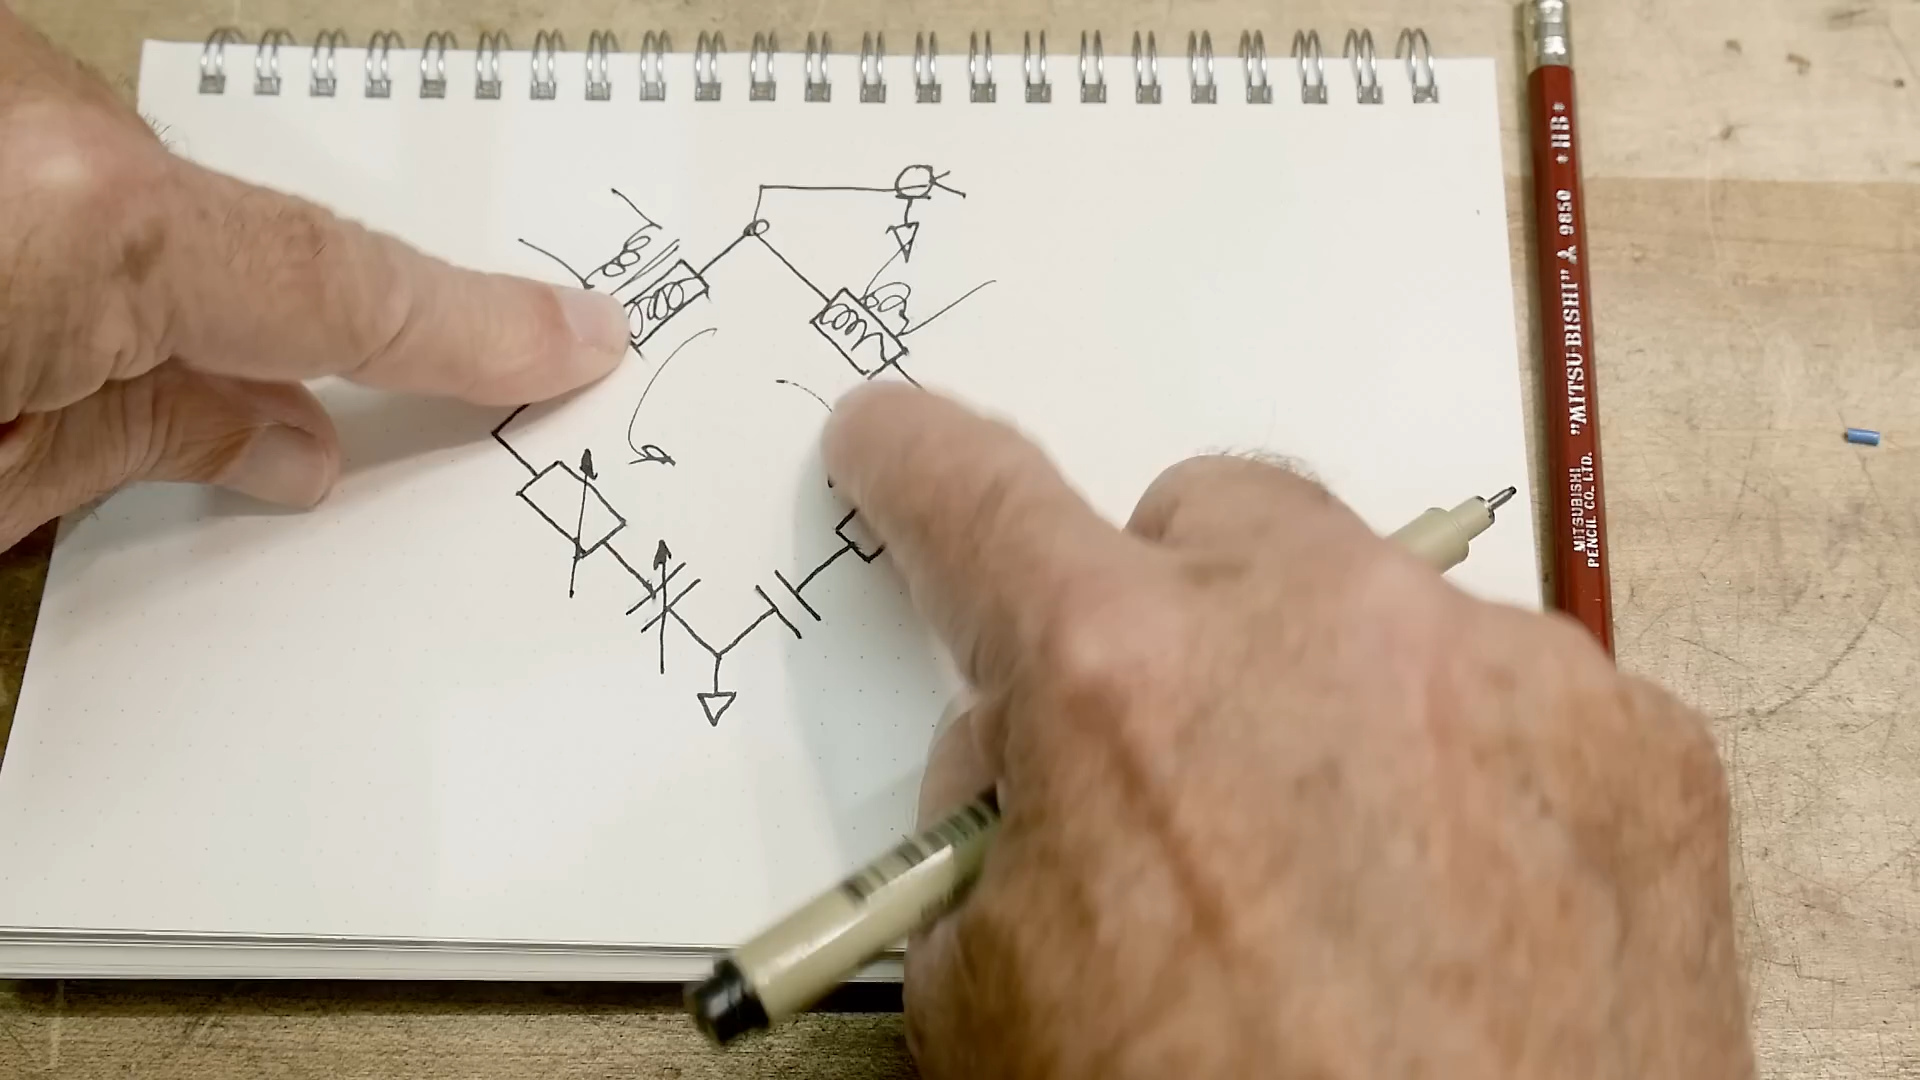 "MITSU-BISHI" 9850 • HB •
MITSUBISHI
PENCIL CO., LTD.